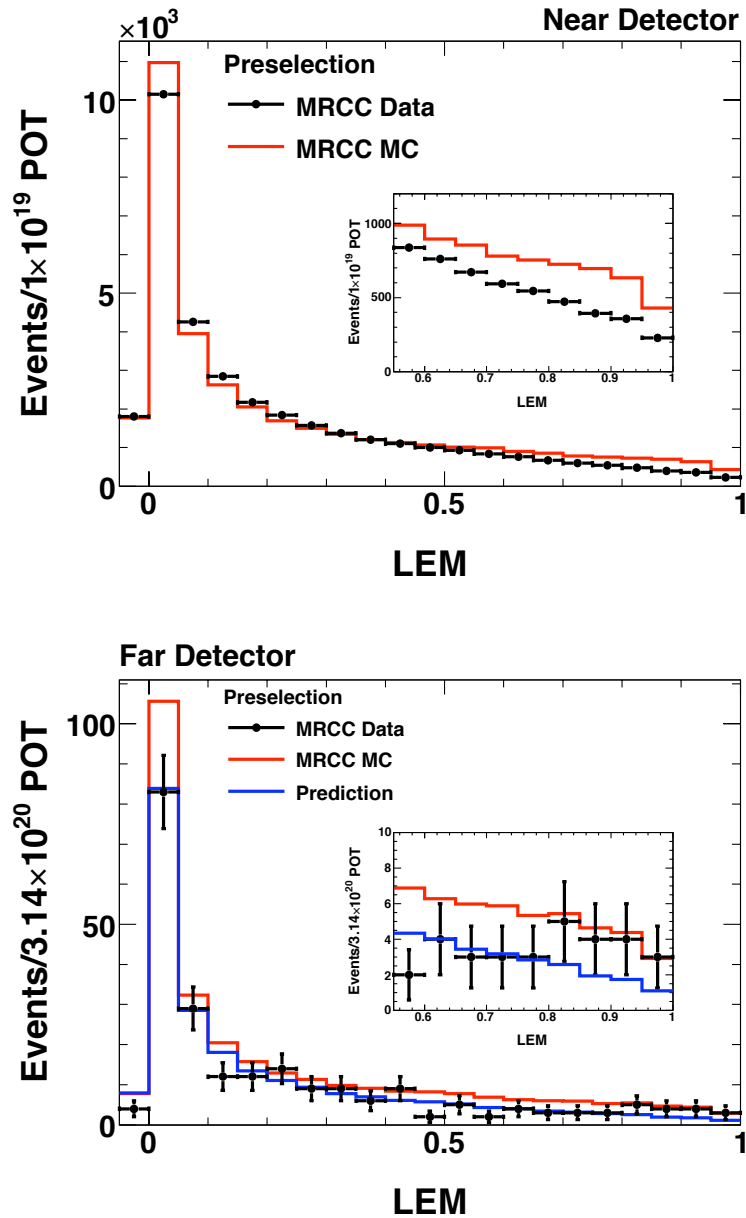 Near Detector
×10³
Preselection
MRCC Data
MRCC MC
Events/1×10¹⁹ POT
10
5
0
0 0.5 1
LEM
Events/1×10¹⁹ POT
1000
500
0
0.6 0.7 0.8 0.9 1
LEM
Far Detector
Preselection
MRCC Data
MRCC MC
Prediction
Events/3.14×10²⁰ POT
100
50
0
0 0.5 1
LEM
Events/3.14×10²⁰ POT
10
8
6
4
2
0
0.6 0.7 0.8 0.9 1
LEM